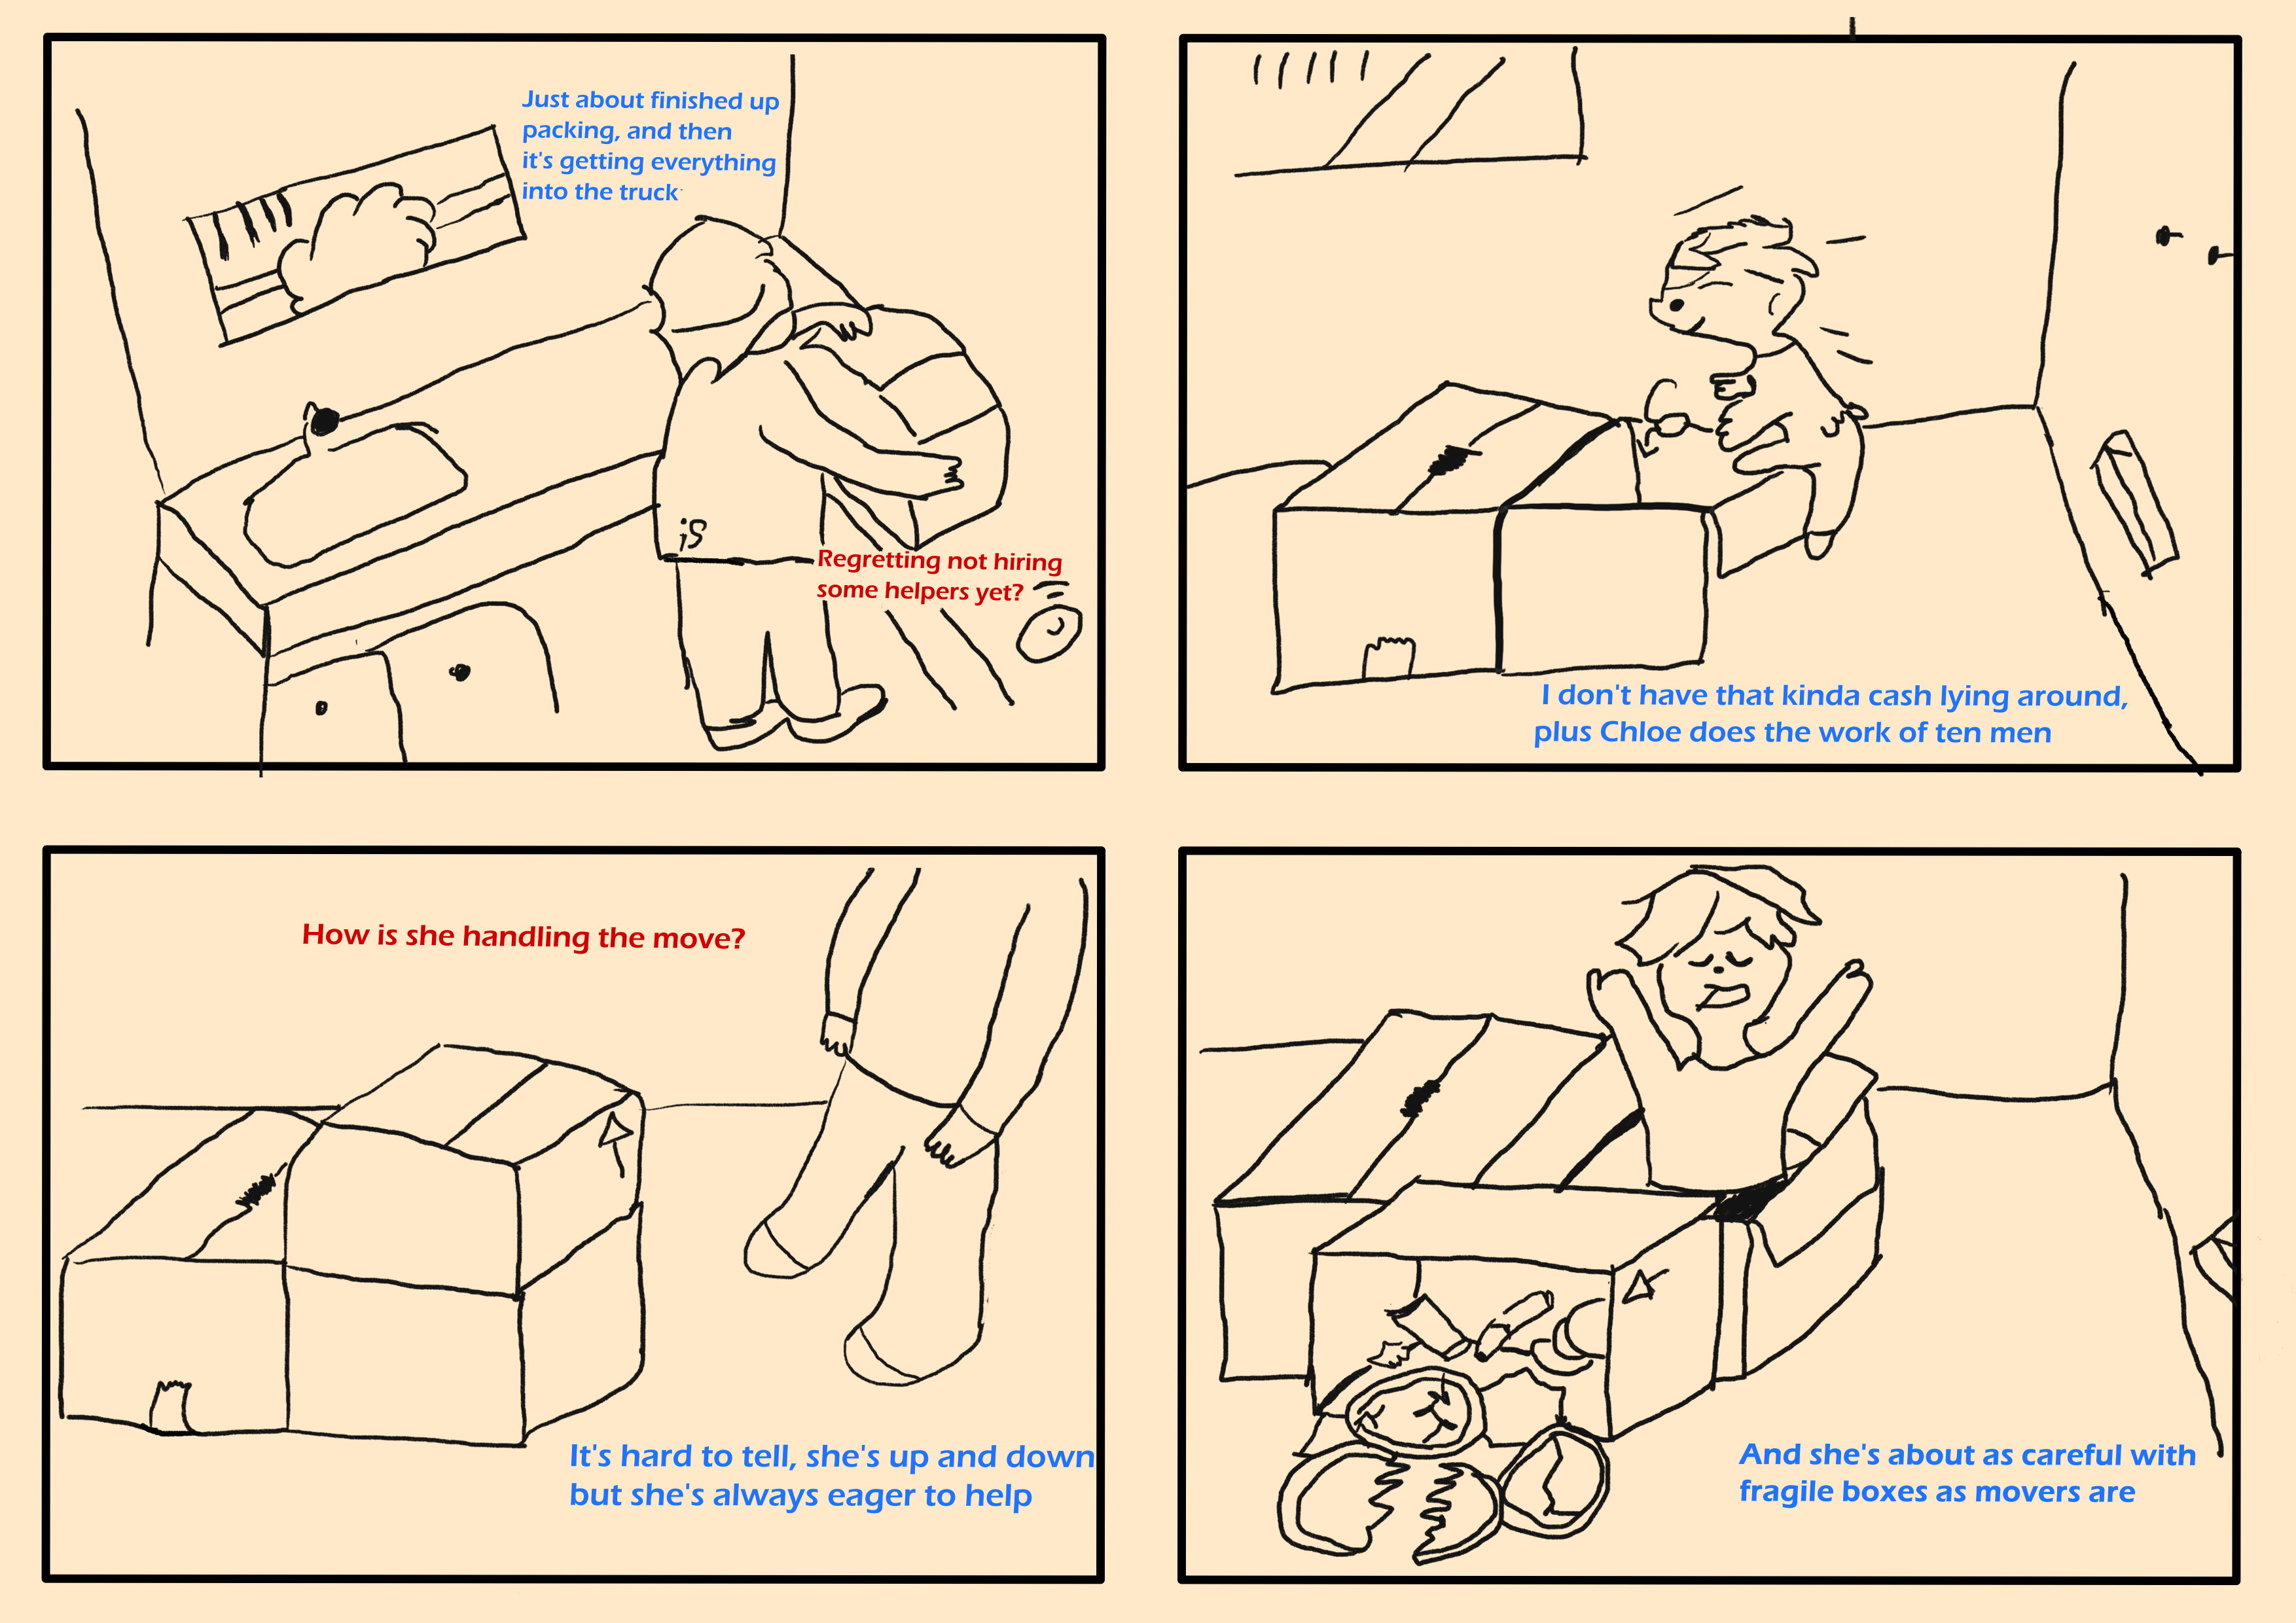 Just about finished up
packing, and then
it's getting everything
into the truck
Regretting not hiring
some helpers yet?
I don't have that kinda cash lying around,
plus Chloe does the work of ten men
How is she handling the move?
It's hard to tell, she's up and down
but she's always eager to help
And she's about as careful with
fragile boxes as movers are